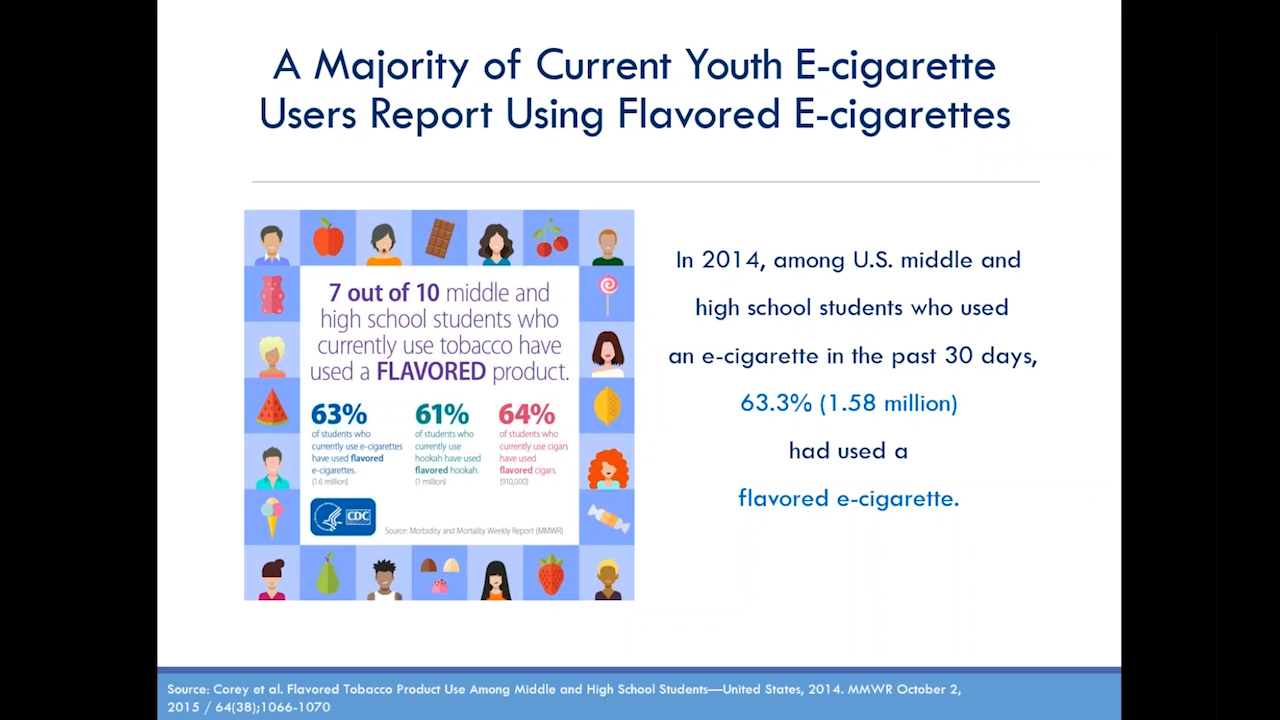 A Majority of Current Youth E-cigarette
Users Report Using Flavored E-cigarettes
7 out of 10 middle and
high school students who
currently use tobacco have
used a FLAVORED product.
63%
of students who
currently use e-cigarettes
have used flavored
e-cigarettes.
(1.6 million)
61%
of students who
currently use
hookah have used
flavored hookah.
(1 million)
64%
of students who
currently use cigars
have used
flavored cigars.
(910,000)
CDC
Source: Morbidity and Mortality Weekly Report (MMWR)
In 2014, among U.S. middle and
high school students who used
an e-cigarette in the past 30 days,
63.3% (1.58 million)
had used a
flavored e-cigarette.
Source: Corey et al. Flavored Tobacco Product Use Among Middle and High School Students—United States, 2014. MMWR October 2,
2015 / 64(38);1066-1070